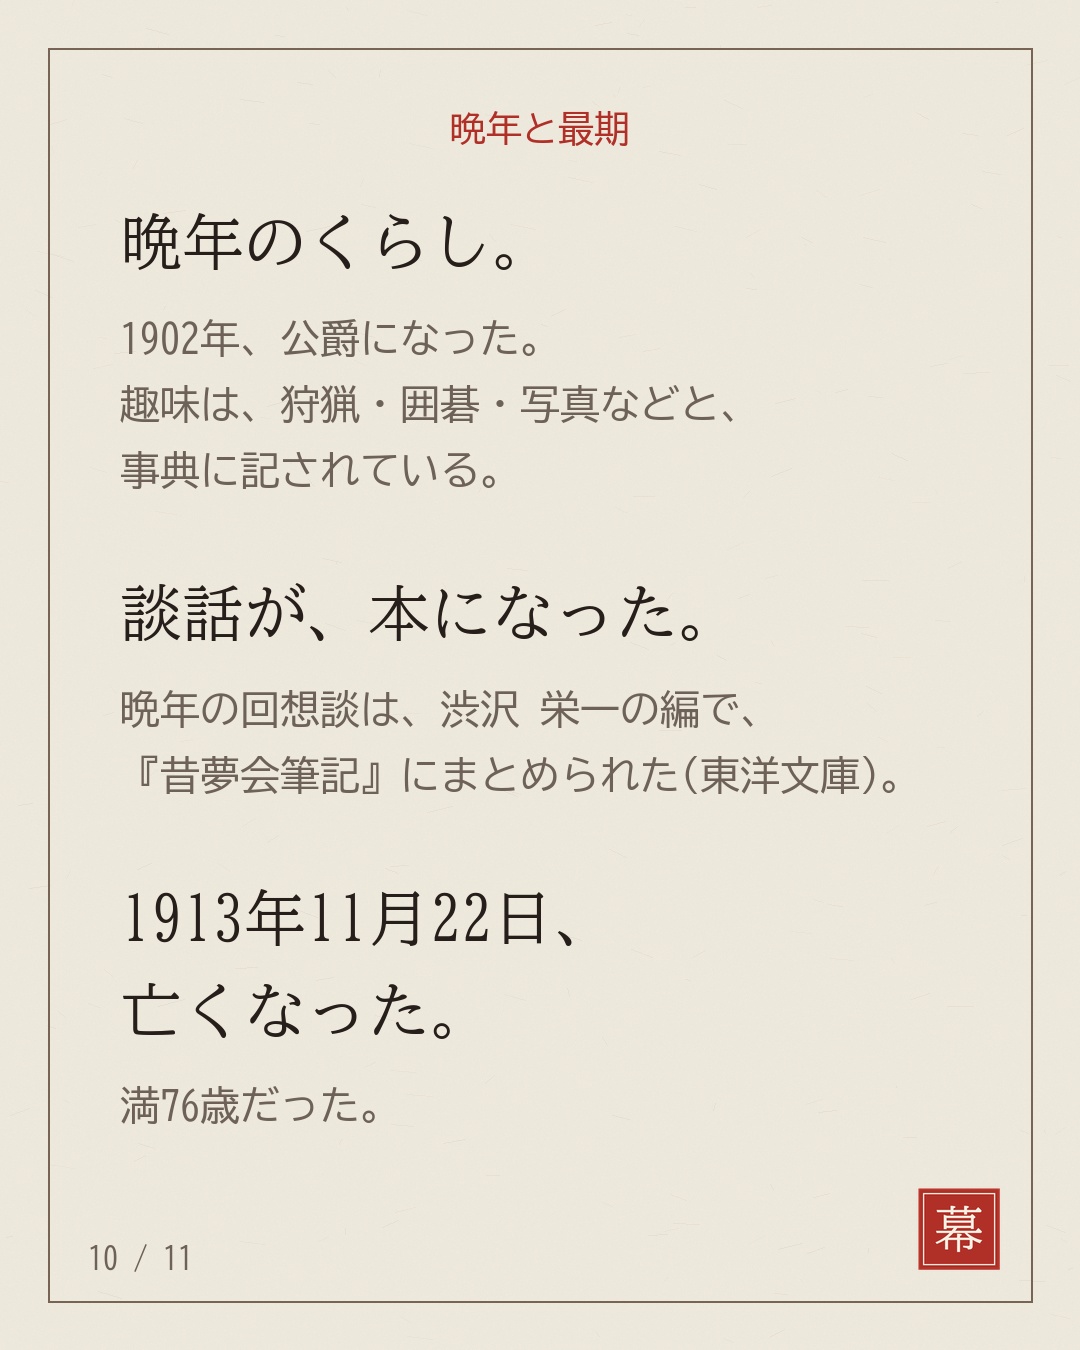 晩年と最期
晩年のくらし。
1902年、公爵になった。
趣味は、狩猟・囲碁・写真などと、
事典に記されている。
談話が、本になった。
晩年の回想談は、渋沢 栄一の編で、
『昔夢会筆記』にまとめられた(東洋文庫)。
1913年11月22日、
亡くなった。
満76歳だった。
幕
10 / 11